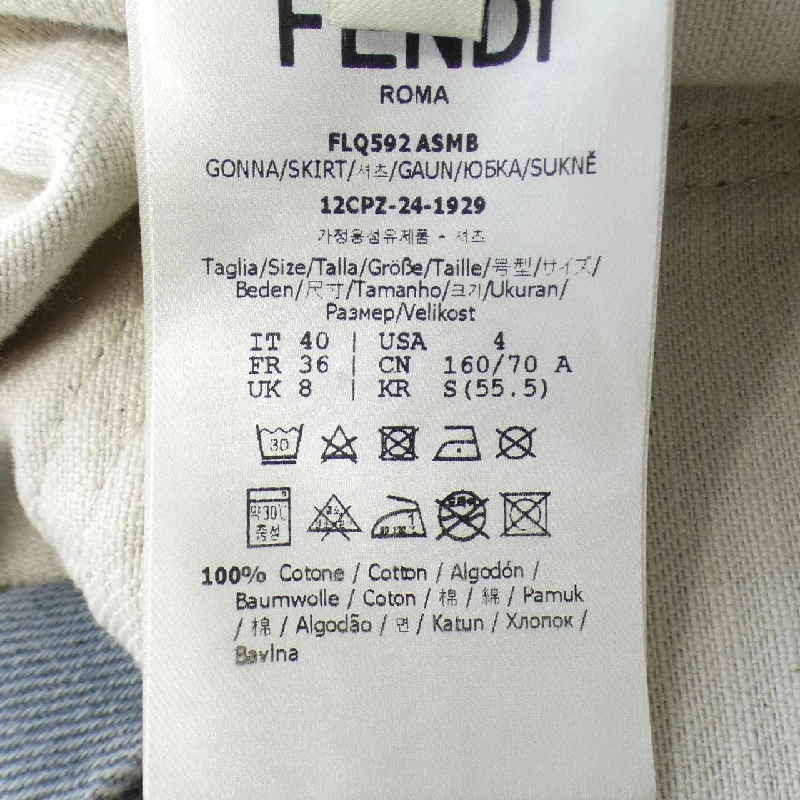 FENDI
ROMA
FLQ592 ASMB
GONNA/SKIRT/셔츠/GAUN/ЮБКА/SUKNĚ
12CPZ-24-1929
가정용섬유제품 - 셔츠
Taglia/Size/Talla/Größe/Taille/号型/サイズ/
Beden/尺寸/Tamanho/크기/Ukuran/
Размер/Velikost
IT 40 | USA 4
FR 36 | CN 160/70 A
UK 8 | KR S(55.5)
30
약30℃
중성
100% Cotone / Cotton / Algodón /
Baumwolle / Coton / 棉 / 綿 / Pamuk
/ 棉 / Algodão / 면 / Katun / Хлопок /
Bavlna